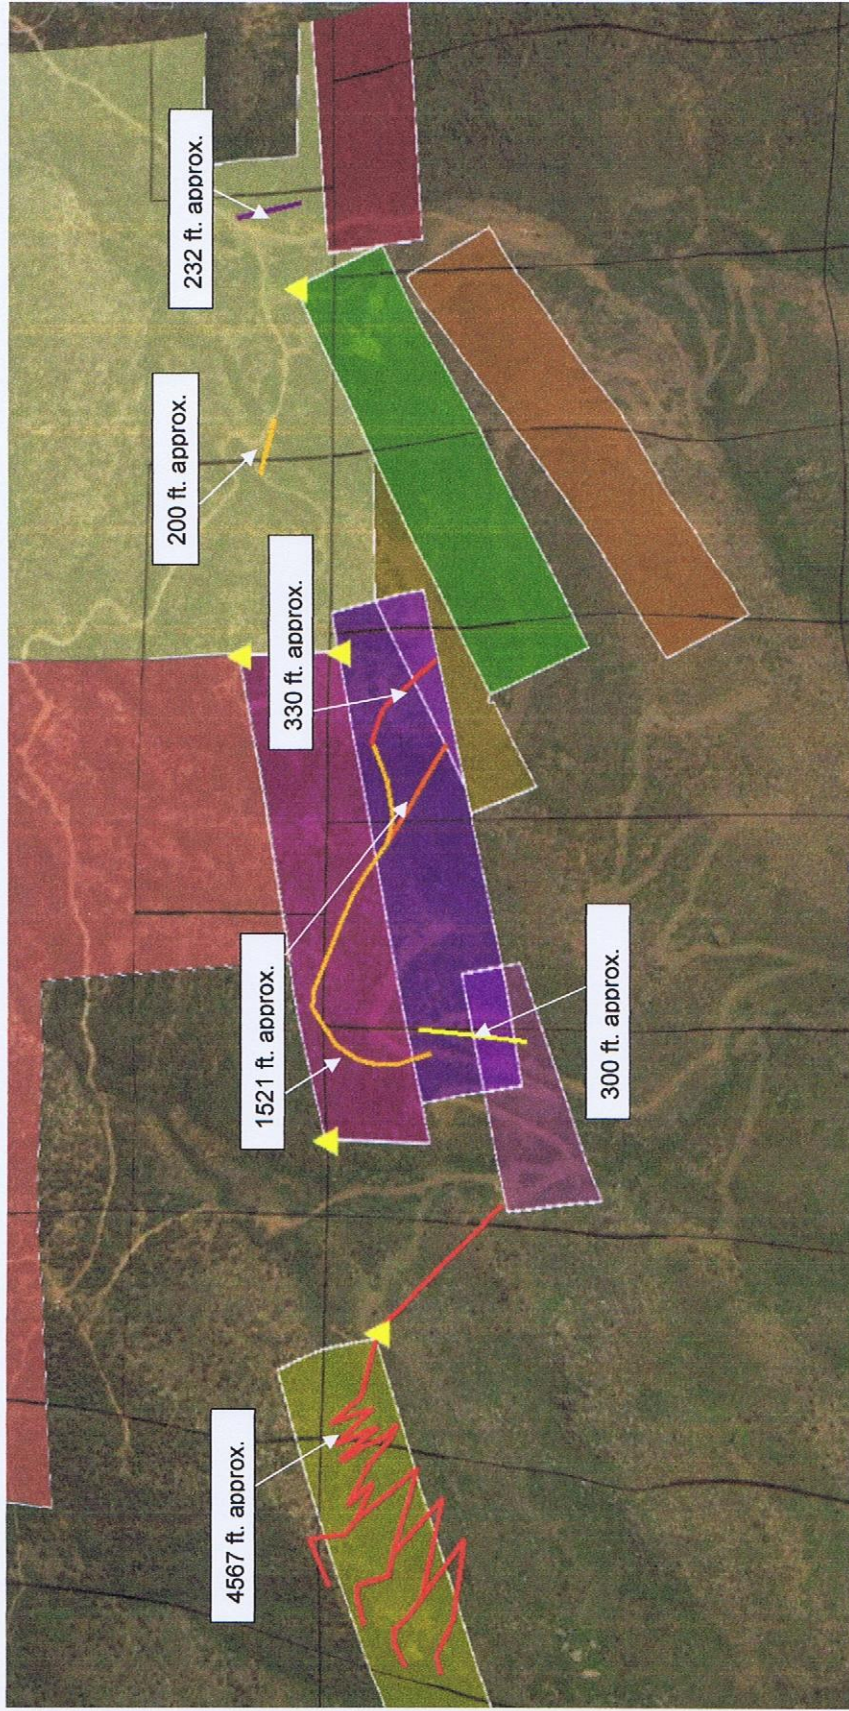 4567 ft. approx.
1521 ft. approx.
330 ft. approx.
200 ft. approx.
232 ft. approx.
300 ft. approx.